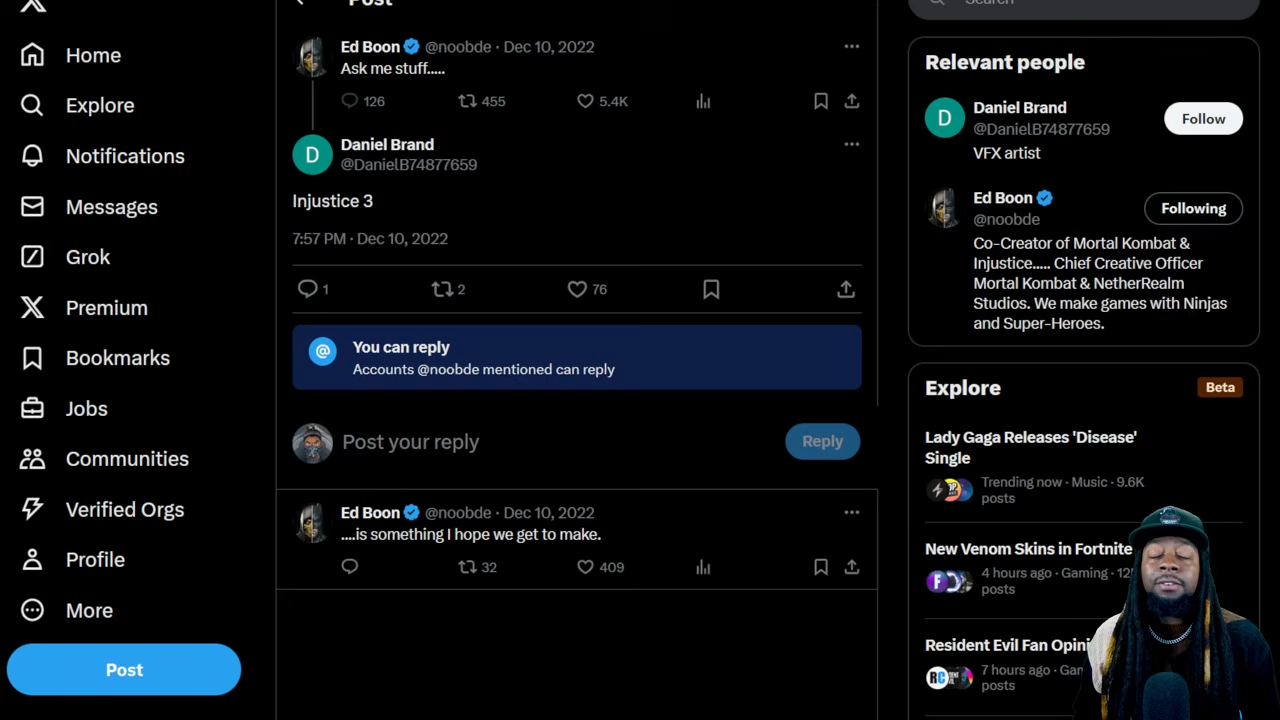 Post
Search
Home
Explore
Notifications
Messages
Grok
Premium
Bookmarks
Jobs
Communities
Verified Orgs
Profile
More
Post
Ed Boon @noobde · Dec 10, 2022
Ask me stuff.....
126 455 5.4K
D
Daniel Brand
@DanielB74877659
Injustice 3
7:57 PM · Dec 10, 2022
1 2 76
@
You can reply
Accounts @noobde mentioned can reply
Post your reply
Reply
Ed Boon @noobde · Dec 10, 2022
....is something I hope we get to make.
32 409
Relevant people
D
Daniel Brand
@DanielB74877659
Follow
VFX artist
Ed Boon
@noobde
Following
Co-Creator of Mortal Kombat &
Injustice..... Chief Creative Officer
Mortal Kombat & NetherRealm
Studios. We make games with Ninjas
and Super-Heroes.
Explore
Beta
Lady Gaga Releases 'Disease'
Single
Trending now · Music · 9.6K
posts
New Venom Skins in Fortnite
4 hours ago · Gaming ·
posts
Resident Evil Fan
7 hours ago ·
posts